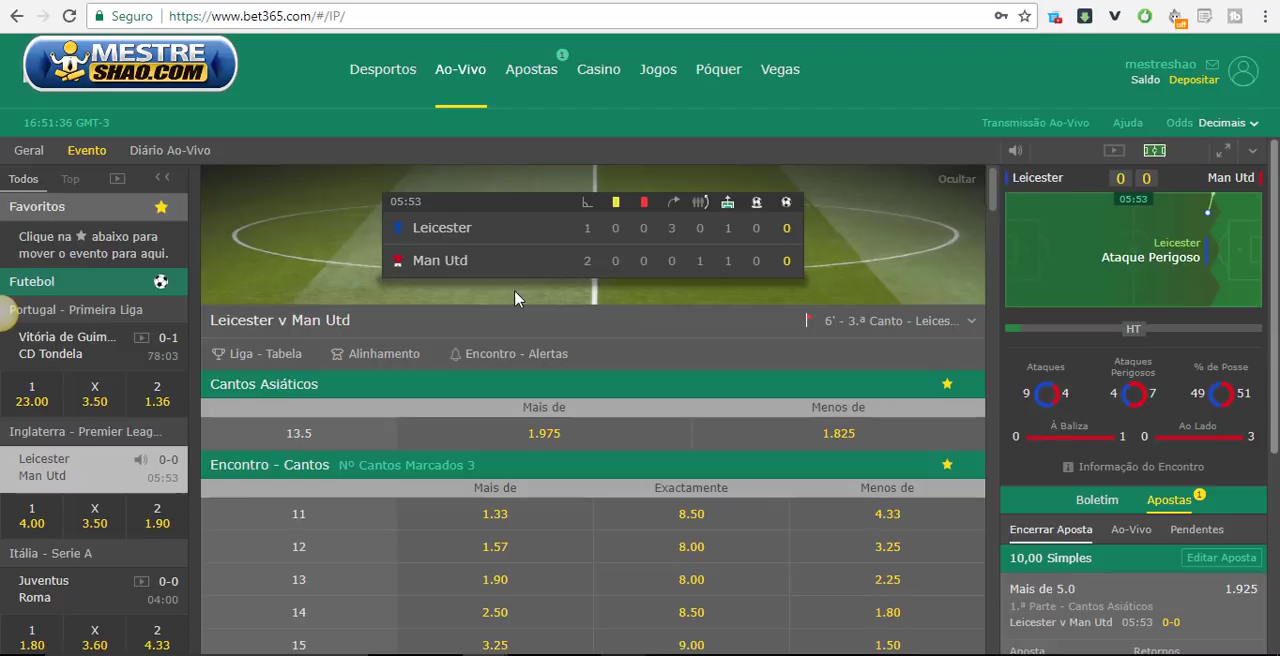 Seguro https://www.bet365.com/#/IP/
off
MESTRE
SHAO.COM
Desportos Ao-Vivo Apostas 1 Casino Jogos Póquer Vegas
mestreshao
Saldo Depositar
16:51:36 GMT-3
Transmissão Ao-Vivo Ajuda Odds Decimais
Geral Evento Diário Ao-Vivo
Todos Top
Favoritos
Clique na ★ abaixo para
mover o evento para aqui.
Futebol
Portugal - Primeira Liga
Vitória de Guim... 0-1
CD Tondela 78:03
1 X 2
23.00 3.50 1.36
Inglaterra - Premier Leag...
Leicester 0-0
Man Utd 05:53
1 X 2
4.00 3.50 1.90
Itália - Serie A
Juventus 0-0
Roma 04:00
1 X 2
1.80 3.60 4.33
Ocultar
05:53
Leicester 1 0 0 3 0 1 0 0
Man Utd 2 0 0 0 1 1 0 0
Leicester v Man Utd
6' - 3.ª Canto - Leices...
Liga - Tabela Alinhamento Encontro - Alertas
Cantos Asiáticos
Mais de Menos de
13.5 1.975 1.825
Encontro - Cantos Nº Cantos Marcados 3
Mais de Exactamente Menos de
11 1.33 8.50 4.33
12 1.57 8.00 3.25
13 1.90 8.00 2.25
14 2.50 8.50 1.80
15 3.25 9.00 1.50
Leicester 0 0 Man Utd
05:53
Leicester
Ataque Perigoso
HT
Ataques Ataques Perigosos % de Posse
9 4 4 7 49 51
À Baliza Ao Lado
0 1 0 3
Informação do Encontro
Boletim Apostas 1
Encerrar Aposta Ao-Vivo Pendentes
10,00 Simples Editar Aposta
Mais de 5.0 1.925
1.ª Parte - Cantos Asiáticos
Leicester v Man Utd 05:53 0-0
Aposta Retornos